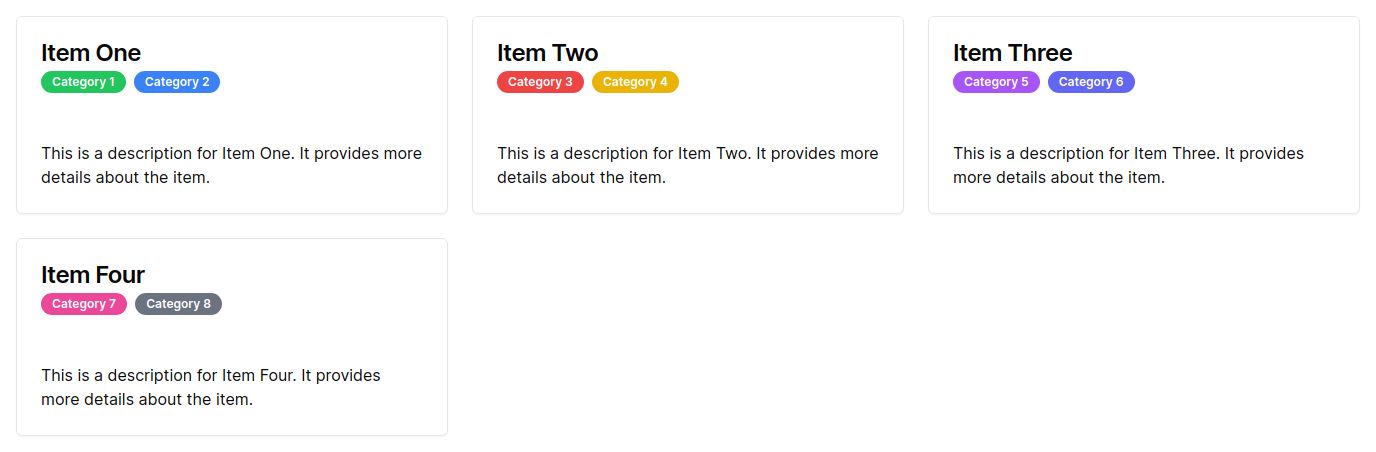 Item One
Category 1 Category 2
This is a description for Item One. It provides more
details about the item.
Item Two
Category 3 Category 4
This is a description for Item Two. It provides more
details about the item.
Item Three
Category 5 Category 6
This is a description for Item Three. It provides
more details about the item.
Item Four
Category 7 Category 8
This is a description for Item Four. It provides
more details about the item.